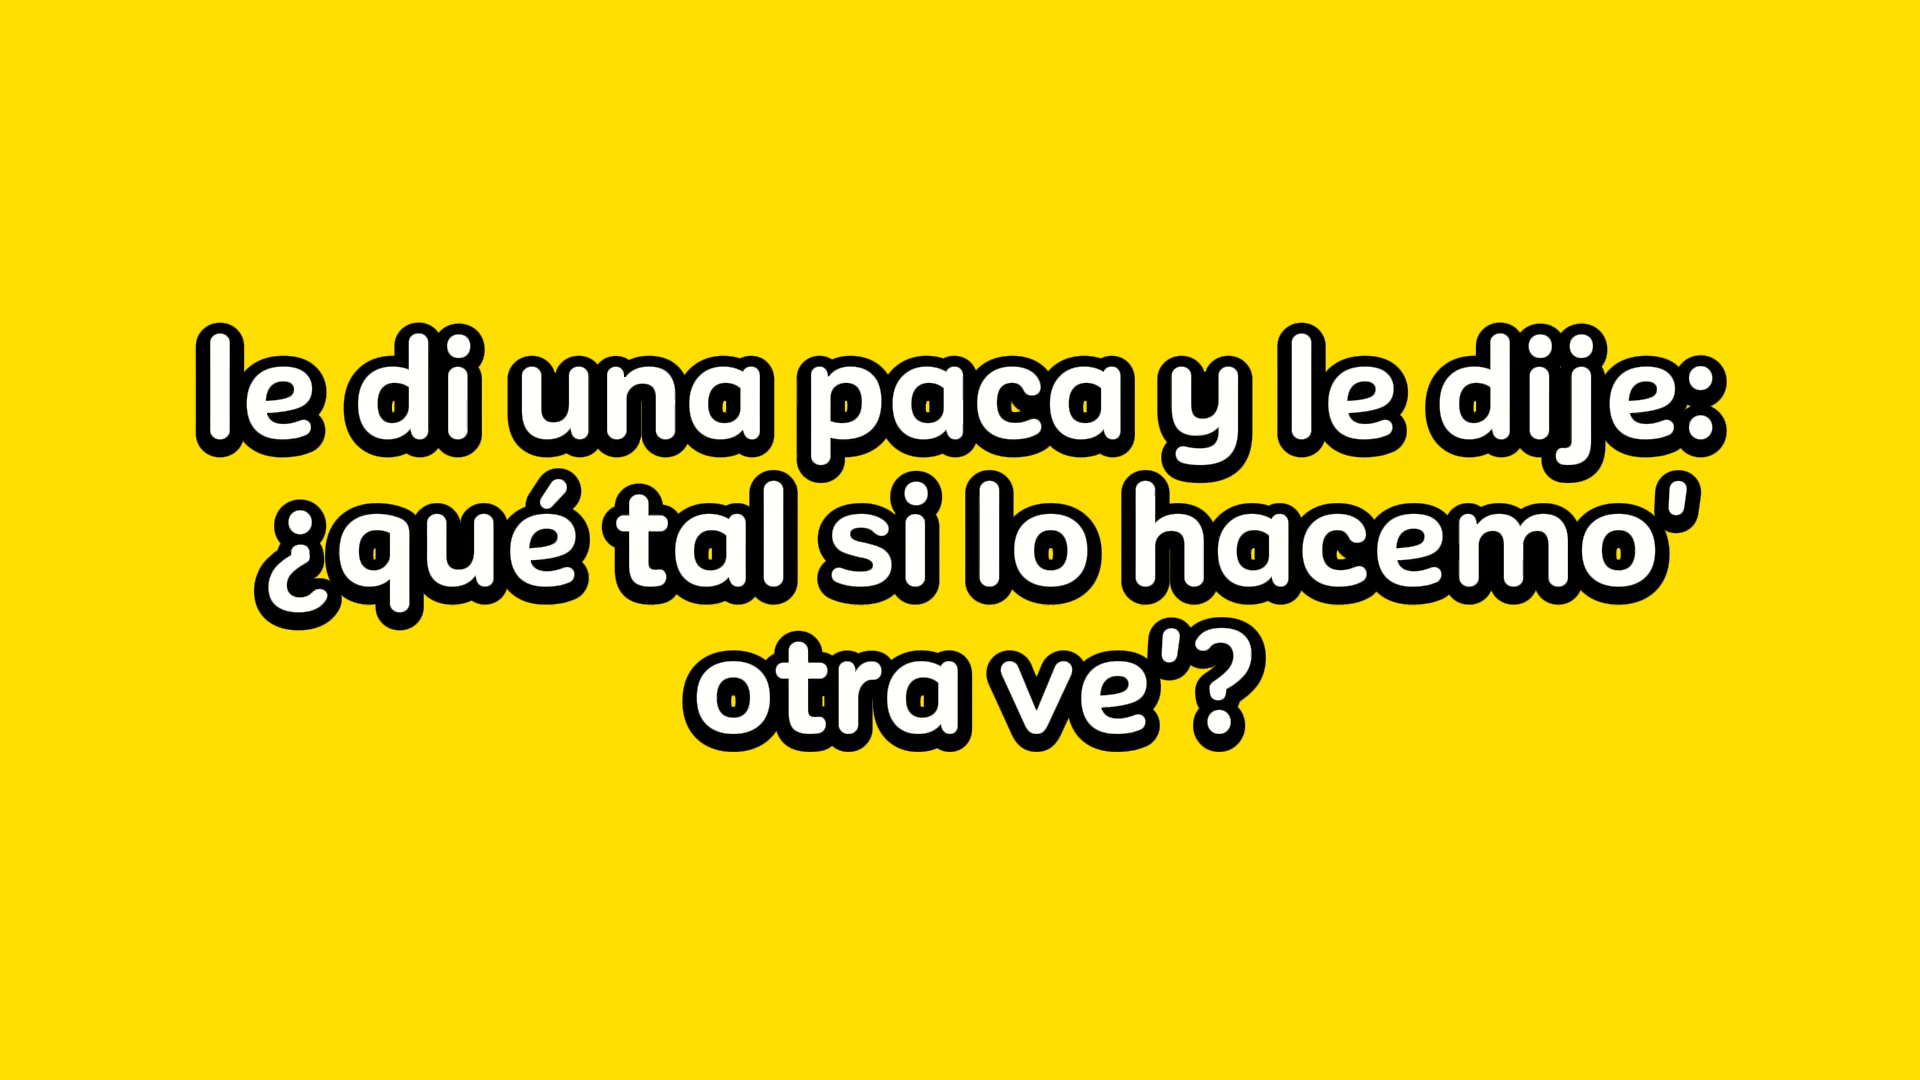 le di una paca y le dije:
¿qué tal si lo hacemo'
otra ve'?